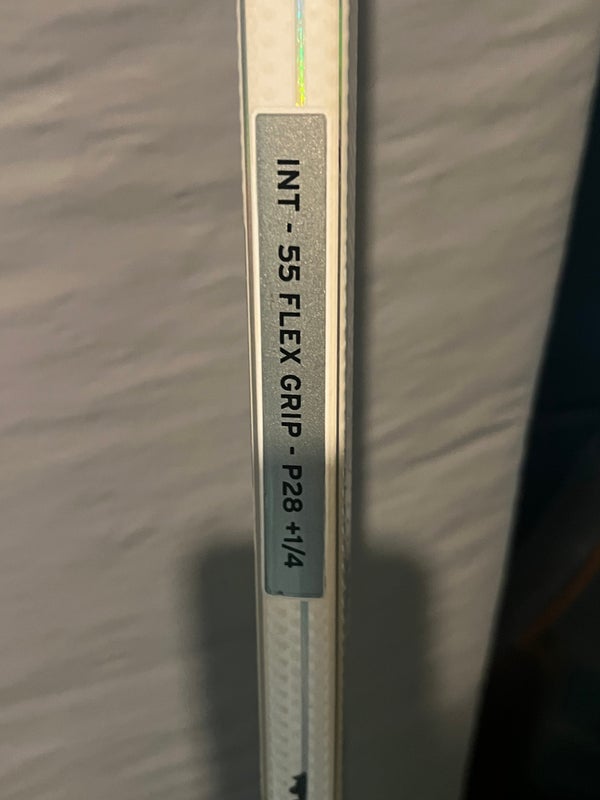 INT - 55 FLEX GRIP - P28 +1/4